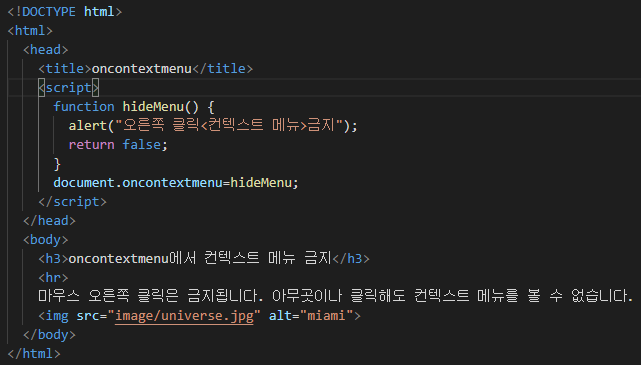 <!DOCTYPE html>
<html>
<head>
<title>oncontextmenu</title>
<script>
function hideMenu() {
alert("오른쪽 클릭<컨텍스트 메뉴>금지");
return false;
}
document.oncontextmenu=hideMenu;
</script>
</head>
<body>
<h3>oncontextmenu에서 컨텍스트 메뉴 금지</h3>
<hr>
마우스 오른쪽 클릭은 금지됩니다. 아무곳이나 클릭해도 컨텍스트 메뉴를 볼 수 없습니다.
<img src="image/universe.jpg" alt="miami">
</body>
</html>